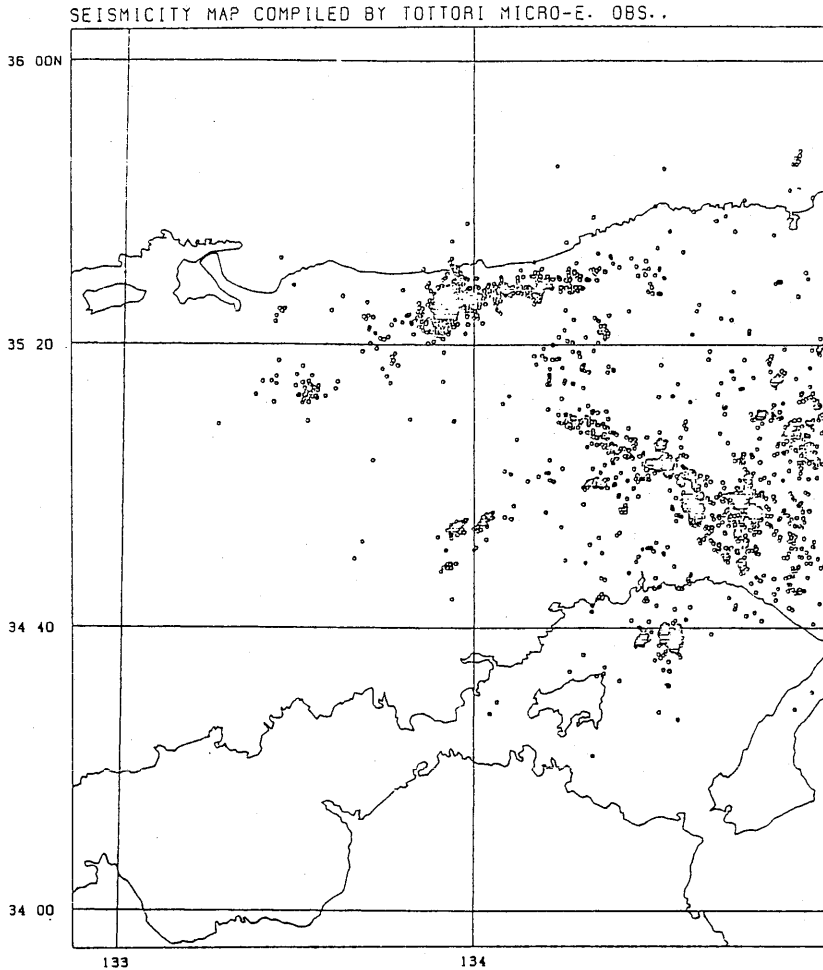 SEISMICITY MAP COMPILED BY TOTTORI MICRO-E. OBS..
36 00N
35 20
34 40
34 00
133
134